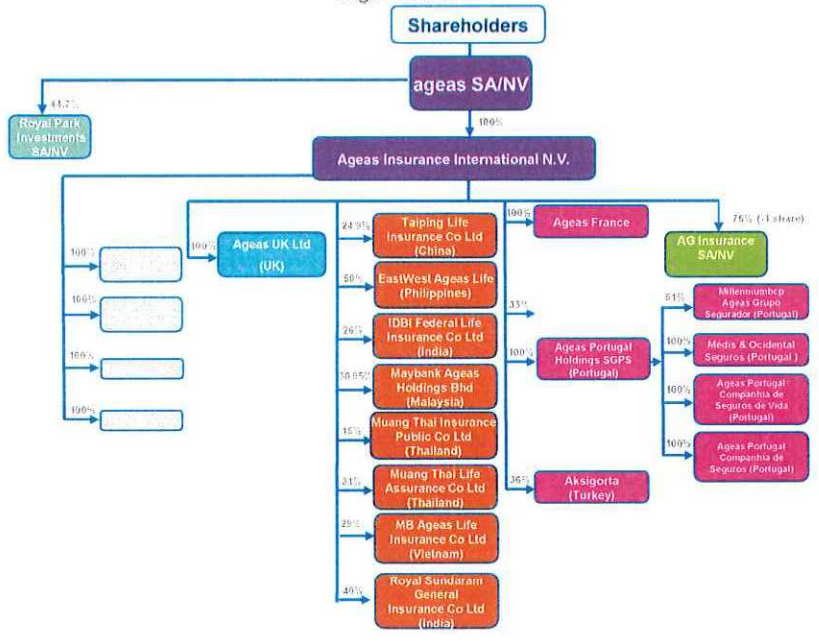 Shareholders
ageas SA/NV
44.7%
100%
Royal Park
Investments
SA/NV
Ageas Insurance International N.V.
100%
100%
100%
100%
100%
Ageas UK Ltd
(UK)
24.9%
Taiping Life
Insurance Co Ltd
(China)
50%
EastWest Ageas Life
(Philippines)
26%
IDBI Federal Life
Insurance Co Ltd
(India)
30.95%
Maybank Ageas
Holdings Bhd
(Malaysia)
15%
Muang Thai Insurance
Public Co Ltd
(Thailand)
31%
Muang Thai Life
Assurance Co Ltd
(Thailand)
MB Ageas Life
Insurance Co Ltd
(Vietnam)
40%
Royal Sundaram
General
Insurance Co Ltd
(India)
100%
Ageas France
33%
100%
Ageas Portugal
Holdings SGPS
(Portugal)
36%
Aksigorta
(Turkey)
75% (-1 share)
AG Insurance
SA/NV
51%
Millenniumbcp
Ageas Grupo
Segurador (Portugal)
100%
Médis & Ocidental
Seguros (Portugal )
100%
Ageas Portugal
Companhia de
Seguros de Vida
(Portugal)
100%
Ageas Portugal
Companhia de
Seguros (Portugal)